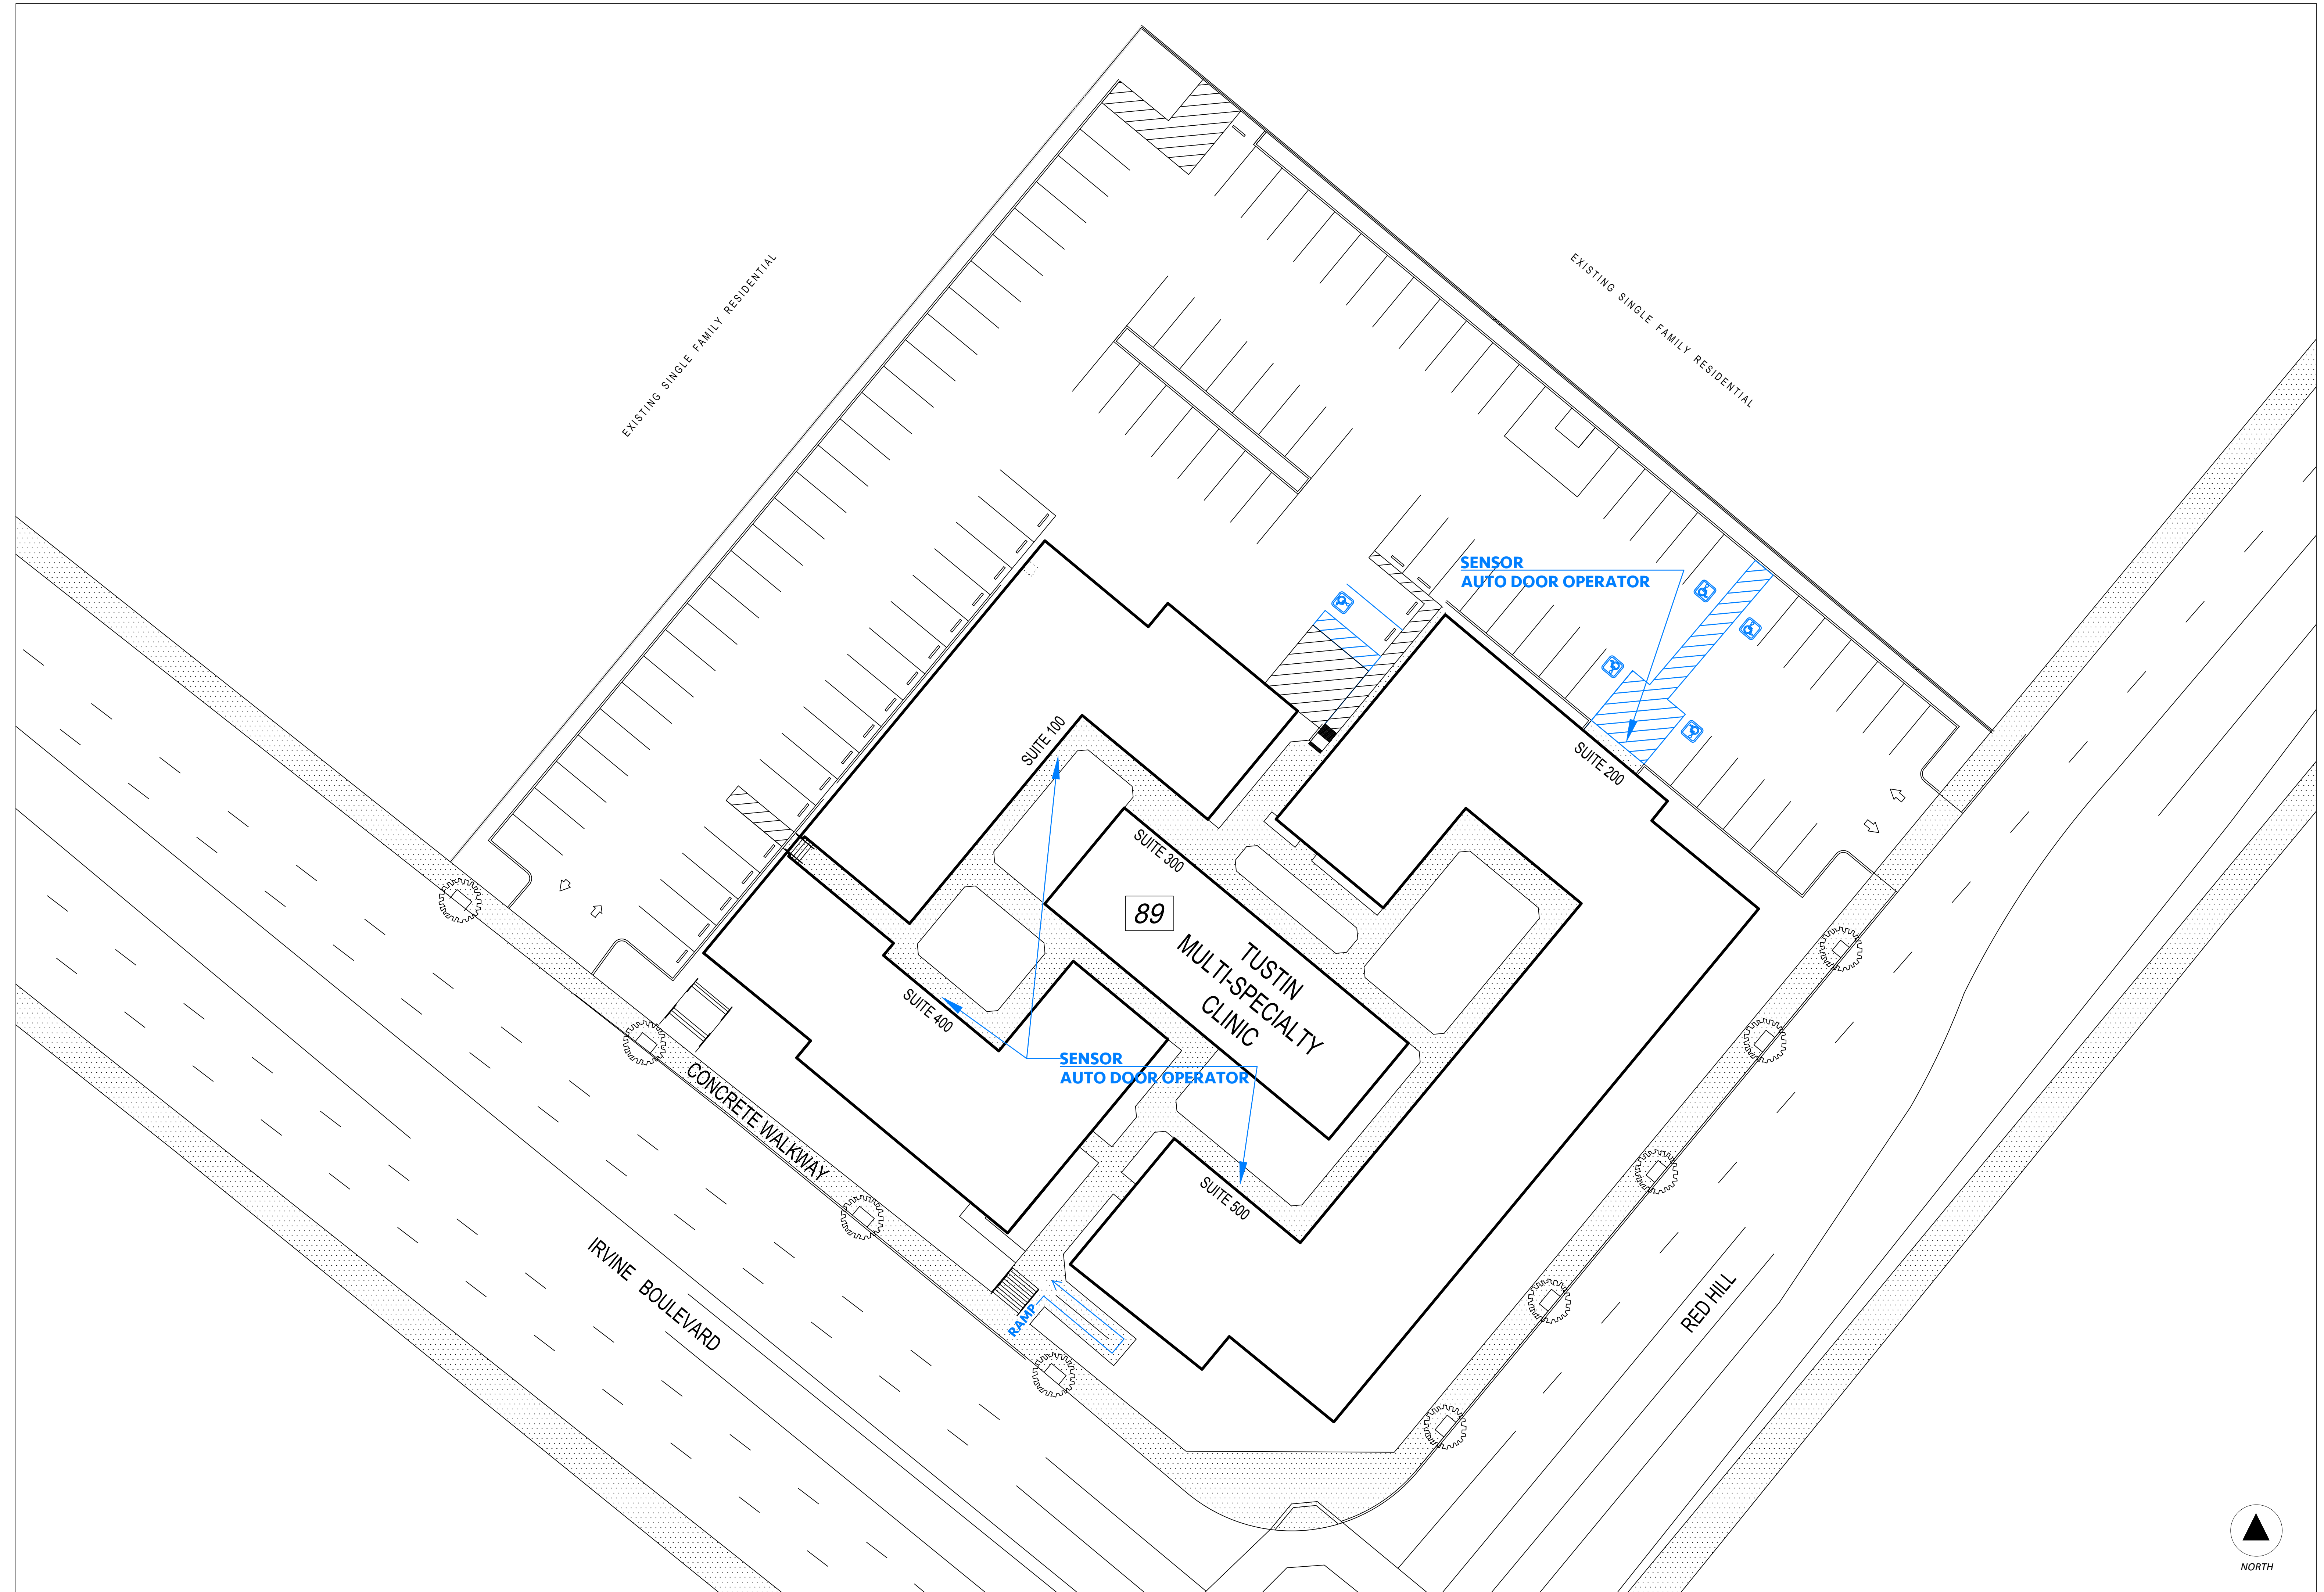 EXISTING SINGLE FAMILY RESIDENTIAL
EXISTING SINGLE FAMILY RESIDENTIAL
SENSOR
AUTO DOOR OPERATOR
SUITE 100
SUITE 200
SUITE 300
89
TUSTIN
MULTI-SPECIALTY
CLINIC
SUITE 400
SENSOR
AUTO DOOR OPERATOR
CONCRETE WALKWAY
SUITE 500
IRVINE BOULEVARD
RAMP
RED HILL
NORTH